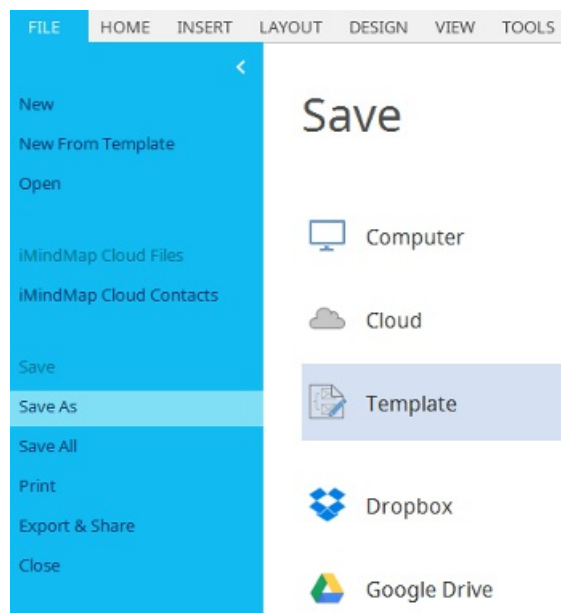 FILE HOME INSERT LAYOUT DESIGN VIEW TOOLS
New
New From Template
Open
iMindMap Cloud Files
iMindMap Cloud Contacts
Save
Save As
Save All
Print
Export & Share
Close
Save
Computer
Cloud
Template
Dropbox
Google Drive